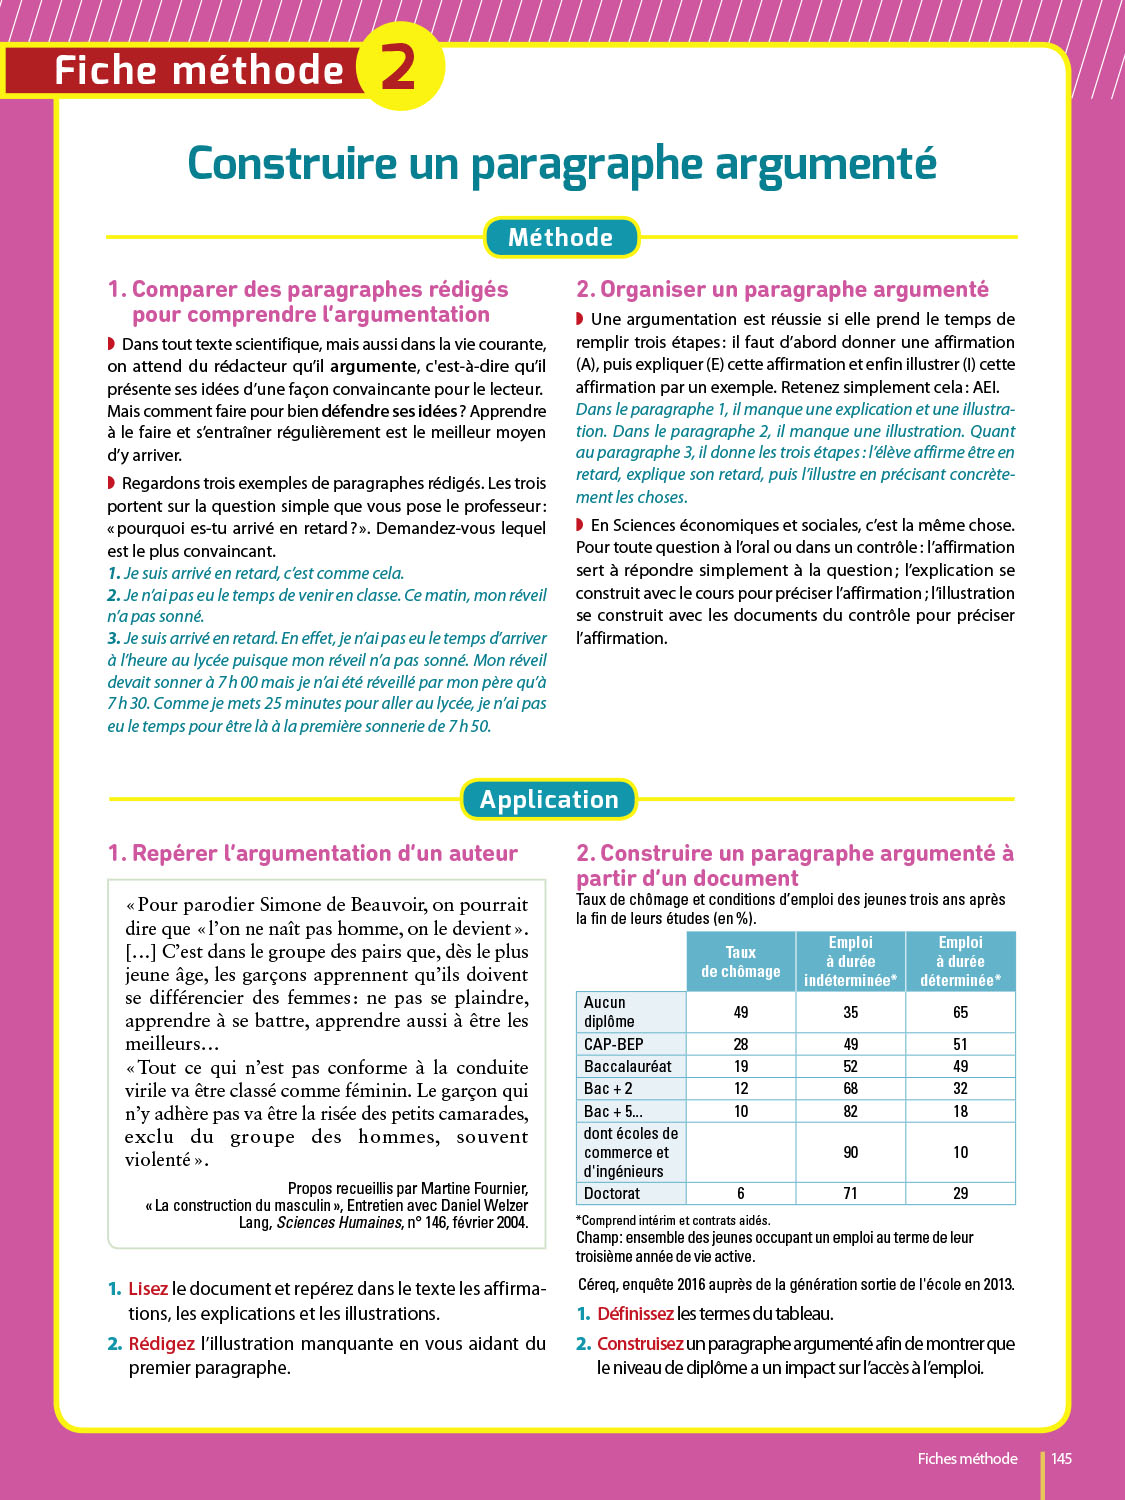 Fiche méthode 2
Construire un paragraphe argumenté
Méthode
1. Comparer des paragraphes rédigés
pour comprendre l'argumentation
◗ Dans tout texte scientifique, mais aussi dans la vie courante,
on attend du rédacteur qu'il argumente, c'est-à-dire qu'il
présente ses idées d'une façon convaincante pour le lecteur.
Mais comment faire pour bien défendre ses idées ? Apprendre
à le faire et s'entraîner régulièrement est le meilleur moyen
d'y arriver.
◗ Regardons trois exemples de paragraphes rédigés. Les trois
portent sur la question simple que vous pose le professeur :
« pourquoi es-tu arrivé en retard ? ». Demandez-vous lequel
est le plus convaincant.
1. Je suis arrivé en retard, c'est comme cela.
2. Je n'ai pas eu le temps de venir en classe. Ce matin, mon réveil
n'a pas sonné.
3. Je suis arrivé en retard. En effet, je n'ai pas eu le temps d'arriver
à l'heure au lycée puisque mon réveil n'a pas sonné. Mon réveil
devait sonner à 7 h 00 mais je n'ai été réveillé par mon père qu'à
7 h 30. Comme je mets 25 minutes pour aller au lycée, je n'ai pas
eu le temps pour être là à la première sonnerie de 7 h 50.
2. Organiser un paragraphe argumenté
◗ Une argumentation est réussie si elle prend le temps de
remplir trois étapes : il faut d'abord donner une affirmation
(A), puis expliquer (E) cette affirmation et enfin illustrer (I) cette
affirmation par un exemple. Retenez simplement cela : AEI.
Dans le paragraphe 1, il manque une explication et une illustra-
tion. Dans le paragraphe 2, il manque une illustration. Quant
au paragraphe 3, il donne les trois étapes : l'élève affirme être en
retard, explique son retard, puis l'illustre en précisant concrète-
ment les choses.
◗ En Sciences économiques et sociales, c'est la même chose.
Pour toute question à l'oral ou dans un contrôle : l'affirmation
sert à répondre simplement à la question ; l'explication se
construit avec le cours pour préciser l'affirmation ; l'illustration
se construit avec les documents du contrôle pour préciser
l'affirmation.
Application
1. Repérer l'argumentation d'un auteur
« Pour parodier Simone de Beauvoir, on pourrait
dire que « l'on ne naît pas homme, on le devient ».
[…] C'est dans le groupe des pairs que, dès le plus
jeune âge, les garçons apprennent qu'ils doivent
se différencier des femmes : ne pas se plaindre,
apprendre à se battre, apprendre aussi à être les
meilleurs…
« Tout ce qui n'est pas conforme à la conduite
virile va être classé comme féminin. Le garçon qui
n'y adhère pas va être la risée des petits camarades,
exclu du groupe des hommes, souvent
violenté ».
Propos recueillis par Martine Fournier,
« La construction du masculin », Entretien avec Daniel Welzer
Lang, Sciences Humaines, n° 146, février 2004.
1. Lisez le document et repérez dans le texte les affirma-
tions, les explications et les illustrations.
2. Rédigez l'illustration manquante en vous aidant du
premier paragraphe.
2. Construire un paragraphe argumenté à
partir d'un document
Taux de chômage et conditions d'emploi des jeunes trois ans après
la fin de leurs études (en %).
Taux
de chômage
Emploi
à durée
indéterminée*
Emploi
à durée
déterminée*
Aucun
diplôme 49 35 65
CAP-BEP 28 49 51
Baccalauréat 19 52 49
Bac + 2 12 68 32
Bac + 5... 10 82 18
dont écoles de
commerce et
d'ingénieurs 90 10
Doctorat 6 71 29
*Comprend intérim et contrats aidés.
Champ : ensemble des jeunes occupant un emploi au terme de leur
troisième année de vie active.
Céreq, enquête 2016 auprès de la génération sortie de l'école en 2013.
1. Définissez les termes du tableau.
2. Construisez un paragraphe argumenté afin de montrer que
le niveau de diplôme a un impact sur l'accès à l'emploi.
Fiches méthode 145